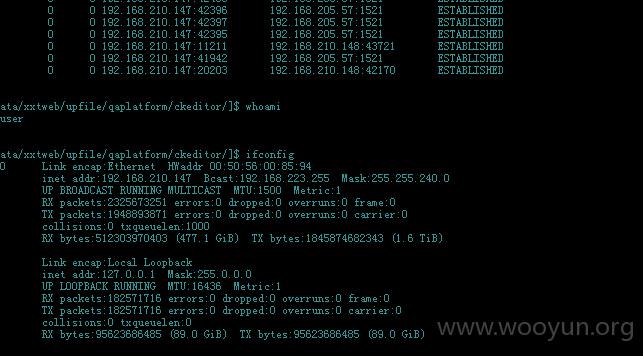 0 0 192.168.210.147:42396 192.168.205.57:1521 ESTABLISHED
0 0 192.168.210.147:42397 192.168.205.57:1521 ESTABLISHED
0 0 192.168.210.147:42395 192.168.205.57:1521 ESTABLISHED
0 0 192.168.210.147:11211 192.168.210.148:43721 ESTABLISHED
0 0 192.168.210.147:41942 192.168.205.57:1521 ESTABLISHED
0 0 192.168.210.147:20203 192.168.210.148:42170 ESTABLISHED
ata/xxtweb/upfile/qaplatform/ckeditor/]$ whoami
user
ata/xxtweb/upfile/qaplatform/ckeditor/]$ ifconfig
0 Link encap:Ethernet HWaddr 00:50:56:00:85:94
inet addr:192.168.210.147 Bcast:192.168.223.255 Mask:255.255.240.0
UP BROADCAST RUNNING MULTICAST MTU:1500 Metric:1
RX packets:2325673251 errors:0 dropped:0 overruns:0 frame:0
TX packets:1948893871 errors:0 dropped:0 overruns:0 carrier:0
collisions:0 txqueuelen:1000
RX bytes:512303970403 (477.1 GiB) TX bytes:1845874682343 (1.6 TiB)
Link encap:Local Loopback
inet addr:127.0.0.1 Mask:255.0.0.0
UP LOOPBACK RUNNING MTU:16436 Metric:1
RX packets:182571716 errors:0 dropped:0 overruns:0 frame:0
TX packets:182571716 errors:0 dropped:0 overruns:0 carrier:0
collisions:0 txqueuelen:0
RX bytes:95623686485 (89.0 GiB) TX bytes:95623686485 (89.0 GiB)
www.wooyun.org